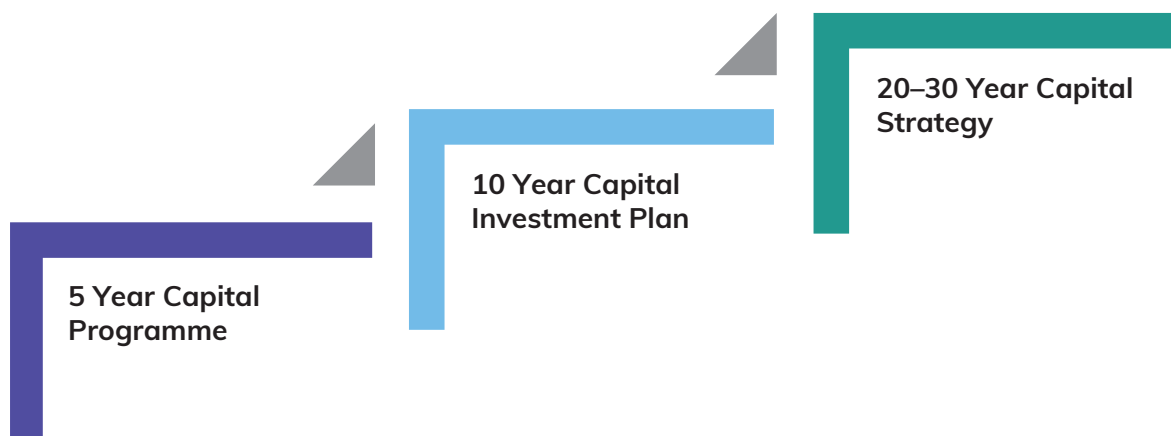 5 Year Capital
Programme
10 Year Capital
Investment Plan
20–30 Year Capital
Strategy